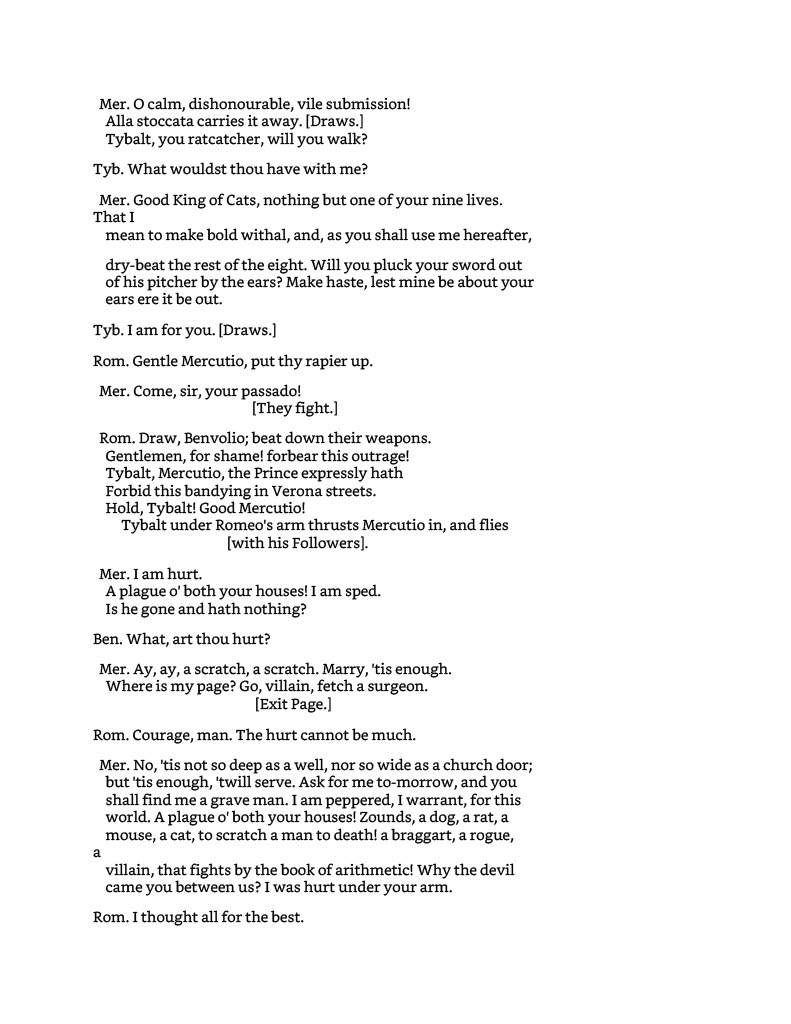 Mer. O calm, dishonourable, vile submission!
Alla stoccata carries it away. [Draws.]
Tybalt, you ratcatcher, will you walk?
Tyb. What wouldst thou have with me?
Mer. Good King of Cats, nothing but one of your nine lives.
That I
mean to make bold withal, and, as you shall use me hereafter,
dry-beat the rest of the eight. Will you pluck your sword out
of his pitcher by the ears? Make haste, lest mine be about your
ears ere it be out.
Tyb. I am for you. [Draws.]
Rom. Gentle Mercutio, put thy rapier up.
Mer. Come, sir, your passado!
[They fight.]
Rom. Draw, Benvolio; beat down their weapons.
Gentlemen, for shame! forbear this outrage!
Tybalt, Mercutio, the Prince expressly hath
Forbid this bandying in Verona streets.
Hold, Tybalt! Good Mercutio!
Tybalt under Romeo's arm thrusts Mercutio in, and flies
[with his Followers].
Mer. I am hurt.
A plague o' both your houses! I am sped.
Is he gone and hath nothing?
Ben. What, art thou hurt?
Mer. Ay, ay, a scratch, a scratch. Marry, 'tis enough.
Where is my page? Go, villain, fetch a surgeon.
[Exit Page.]
Rom. Courage, man. The hurt cannot be much.
Mer. No, 'tis not so deep as a well, nor so wide as a church door;
but 'tis enough, 'twill serve. Ask for me to-morrow, and you
shall find me a grave man. I am peppered, I warrant, for this
world. A plague o' both your houses! Zounds, a dog, a rat, a
mouse, a cat, to scratch a man to death! a braggart, a rogue,
a
villain, that fights by the book of arithmetic! Why the devil
came you between us? I was hurt under your arm.
Rom. I thought all for the best.